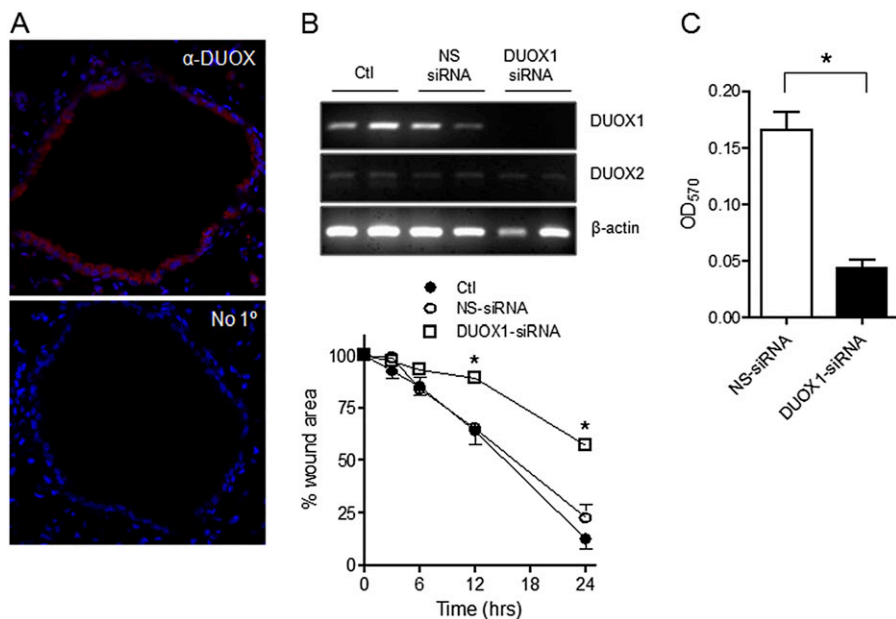 A
α-DUOX
No 1º
B
Ctl
NS
siRNA
DUOX1
siRNA
DUOX1
DUOX2
β-actin
Ctl
NS-siRNA
DUOX1-siRNA
% wound area
100
75
50
25
0
*
*
0
6
12
18
24
Time (hrs)
C
*
OD570
0.20
0.15
0.10
0.05
0.00
NS-siRNA
DUOX1-siRNA